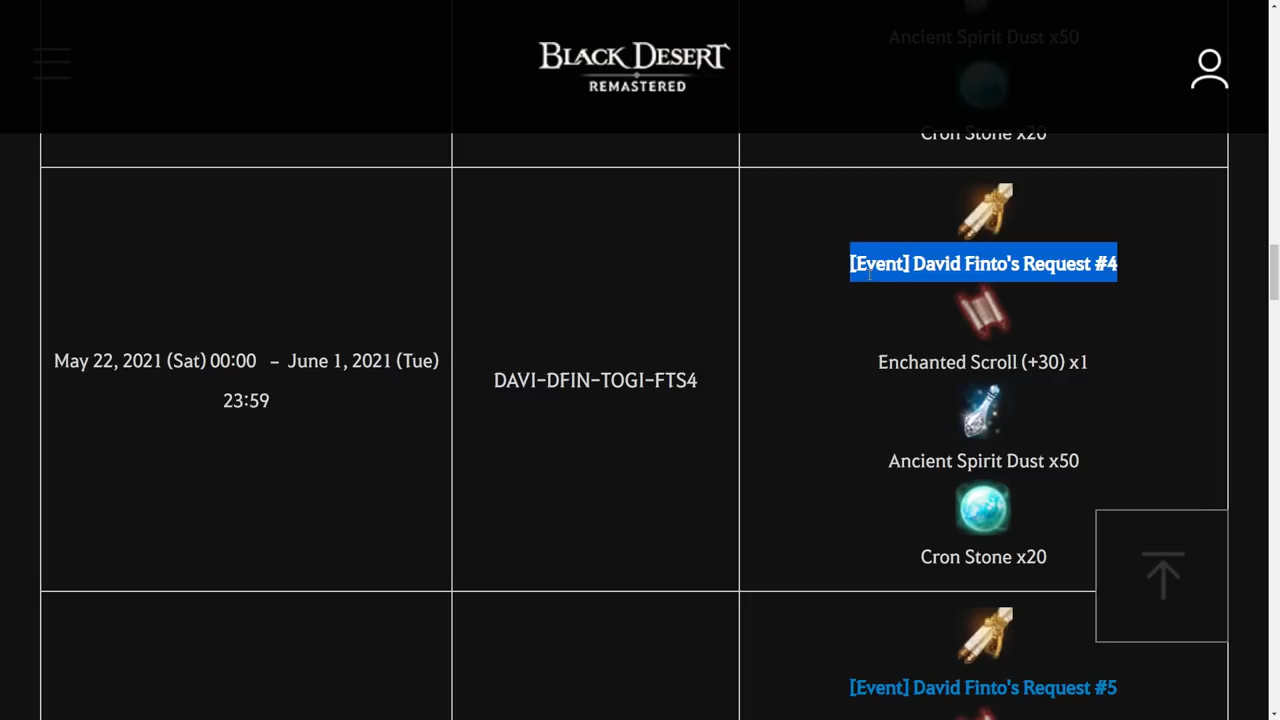 Ancient Spirit Dust x50
BLACK DESERT
REMASTERED
Cron Stone x20
May 22, 2021 (Sat) 00:00 – June 1, 2021 (Tue)
23:59
DAVI-DFIN-TOGI-FTS4
[Event] David Finto's Request #4
Enchanted Scroll (+30) x1
Ancient Spirit Dust x50
Cron Stone x20
[Event] David Finto's Request #5